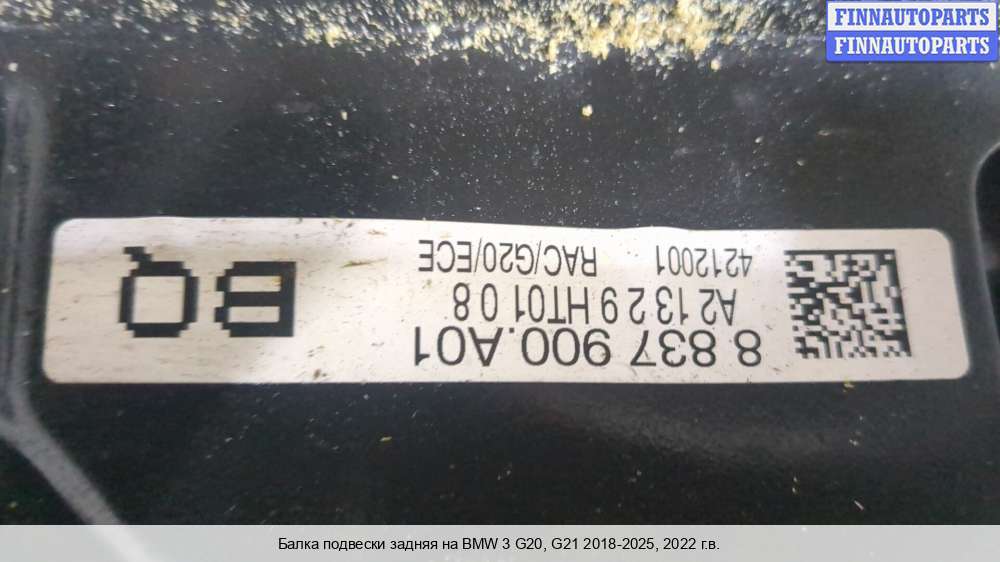 FINNAUTOPARTS
FINNAUTOPARTS
8 837 900.A01
A2 13 2 9 HT01 0 8
4212001 RAC/G20/ECE
BQ
Балка подвески задняя на BMW 3 G20, G21 2018-2025, 2022 г.в.